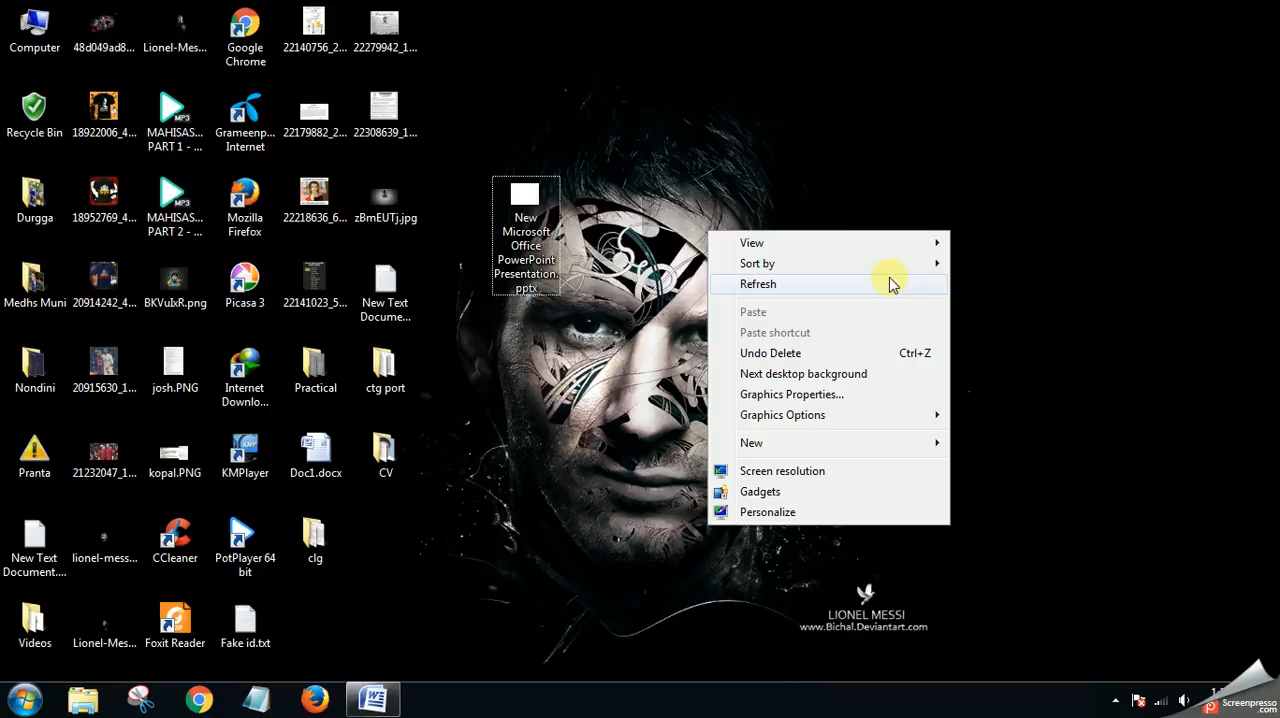 Computer
48d049ad8...
Lionel-Mes...
Google
Chrome
22140756_2...
22279942_1...
Recycle Bin
18922006_4...
MP3
MAHISAS...
PART 1 - ...
Grameenp...
Internet
22179882_2...
22308639_1...
Durgga
18952769_4...
MP3
MAHISAS...
PART 2 - ...
Mozilla
Firefox
22218636_6...
zBmEUTj.jpg
New
Microsoft
Office
PowerPoint
Presentation.
pptx
Medhs Muni
20914242_4...
BKVuIxR.png
Picasa 3
22141023_5...
New Text
Docume...
Nondini
20915630_1...
josh.PNG
Internet
Downlo...
Practical
ctg port
Pranta
21232047_1...
kopal.PNG
KMP
KMPlayer
Doc1.docx
CV
New Text
Document....
lionel-mess...
CCleaner
PotPlayer 64
bit
clg
Videos
Lionel-Mes...
Foxit Reader
Fake id.txt
View
Sort by
Refresh
Paste
Paste shortcut
Undo Delete Ctrl+Z
Next desktop background
Graphics Properties...
Graphics Options
New
Screen resolution
Gadgets
Personalize
LIONEL MESSI
www.Bichal.Deviantart.com
Screenpresso
.com